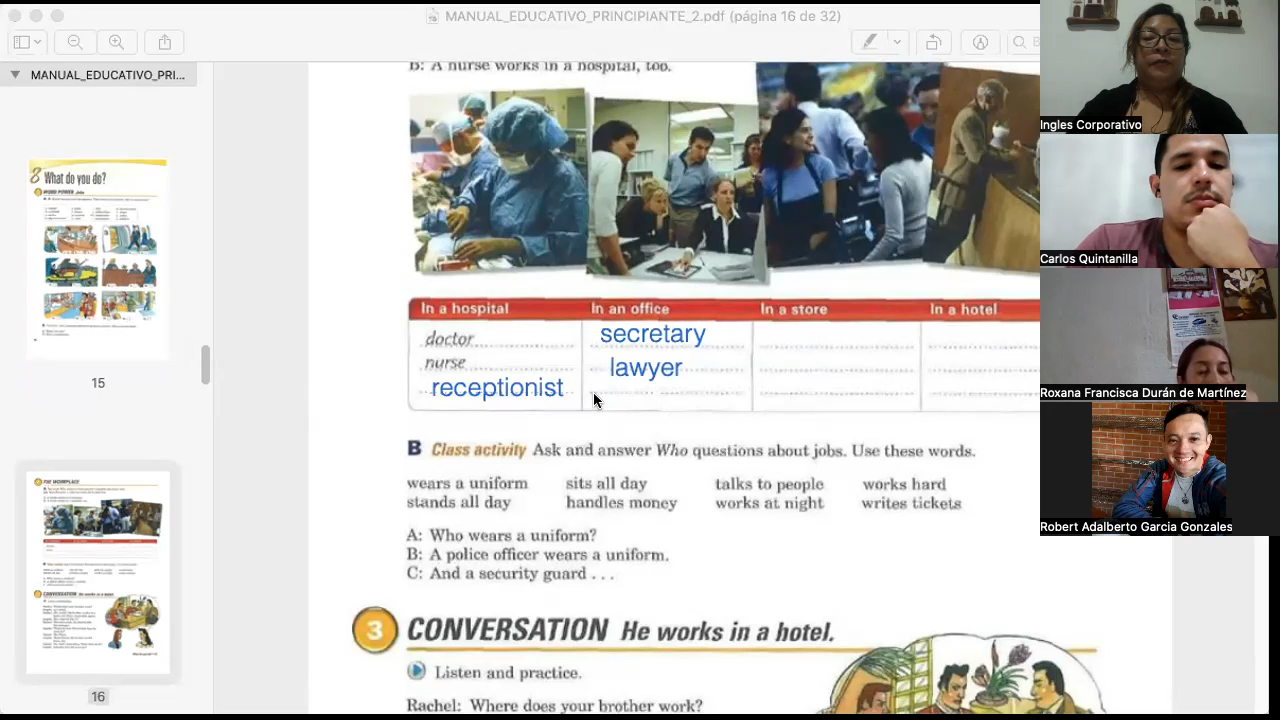 MANUAL_EDUCATIVO_PRINCIPIANTE_2.pdf (página 16 de 32)
MANUAL_EDUCATIVO_PRI...
8 What do you do?
15
16
B: A nurse works in a hospital, too.
In a hospital In an office In a store In a hotel
doctor secretary
nurse lawyer
receptionist
B Class activity Ask and answer Who questions about jobs. Use these words.
wears a uniform sits all day talks to people works hard
stands all day handles money works at night writes tickets
A: Who wears a uniform?
B: A police officer wears a uniform.
C: And a security guard . . .
3 CONVERSATION He works in a hotel.
Listen and practice.
Rachel: Where does your brother work?
Ingles Corporativo
Carlos Quintanilla
Roxana Francisca Durán de Martínez
Robert Adalberto Garcia Gonzales